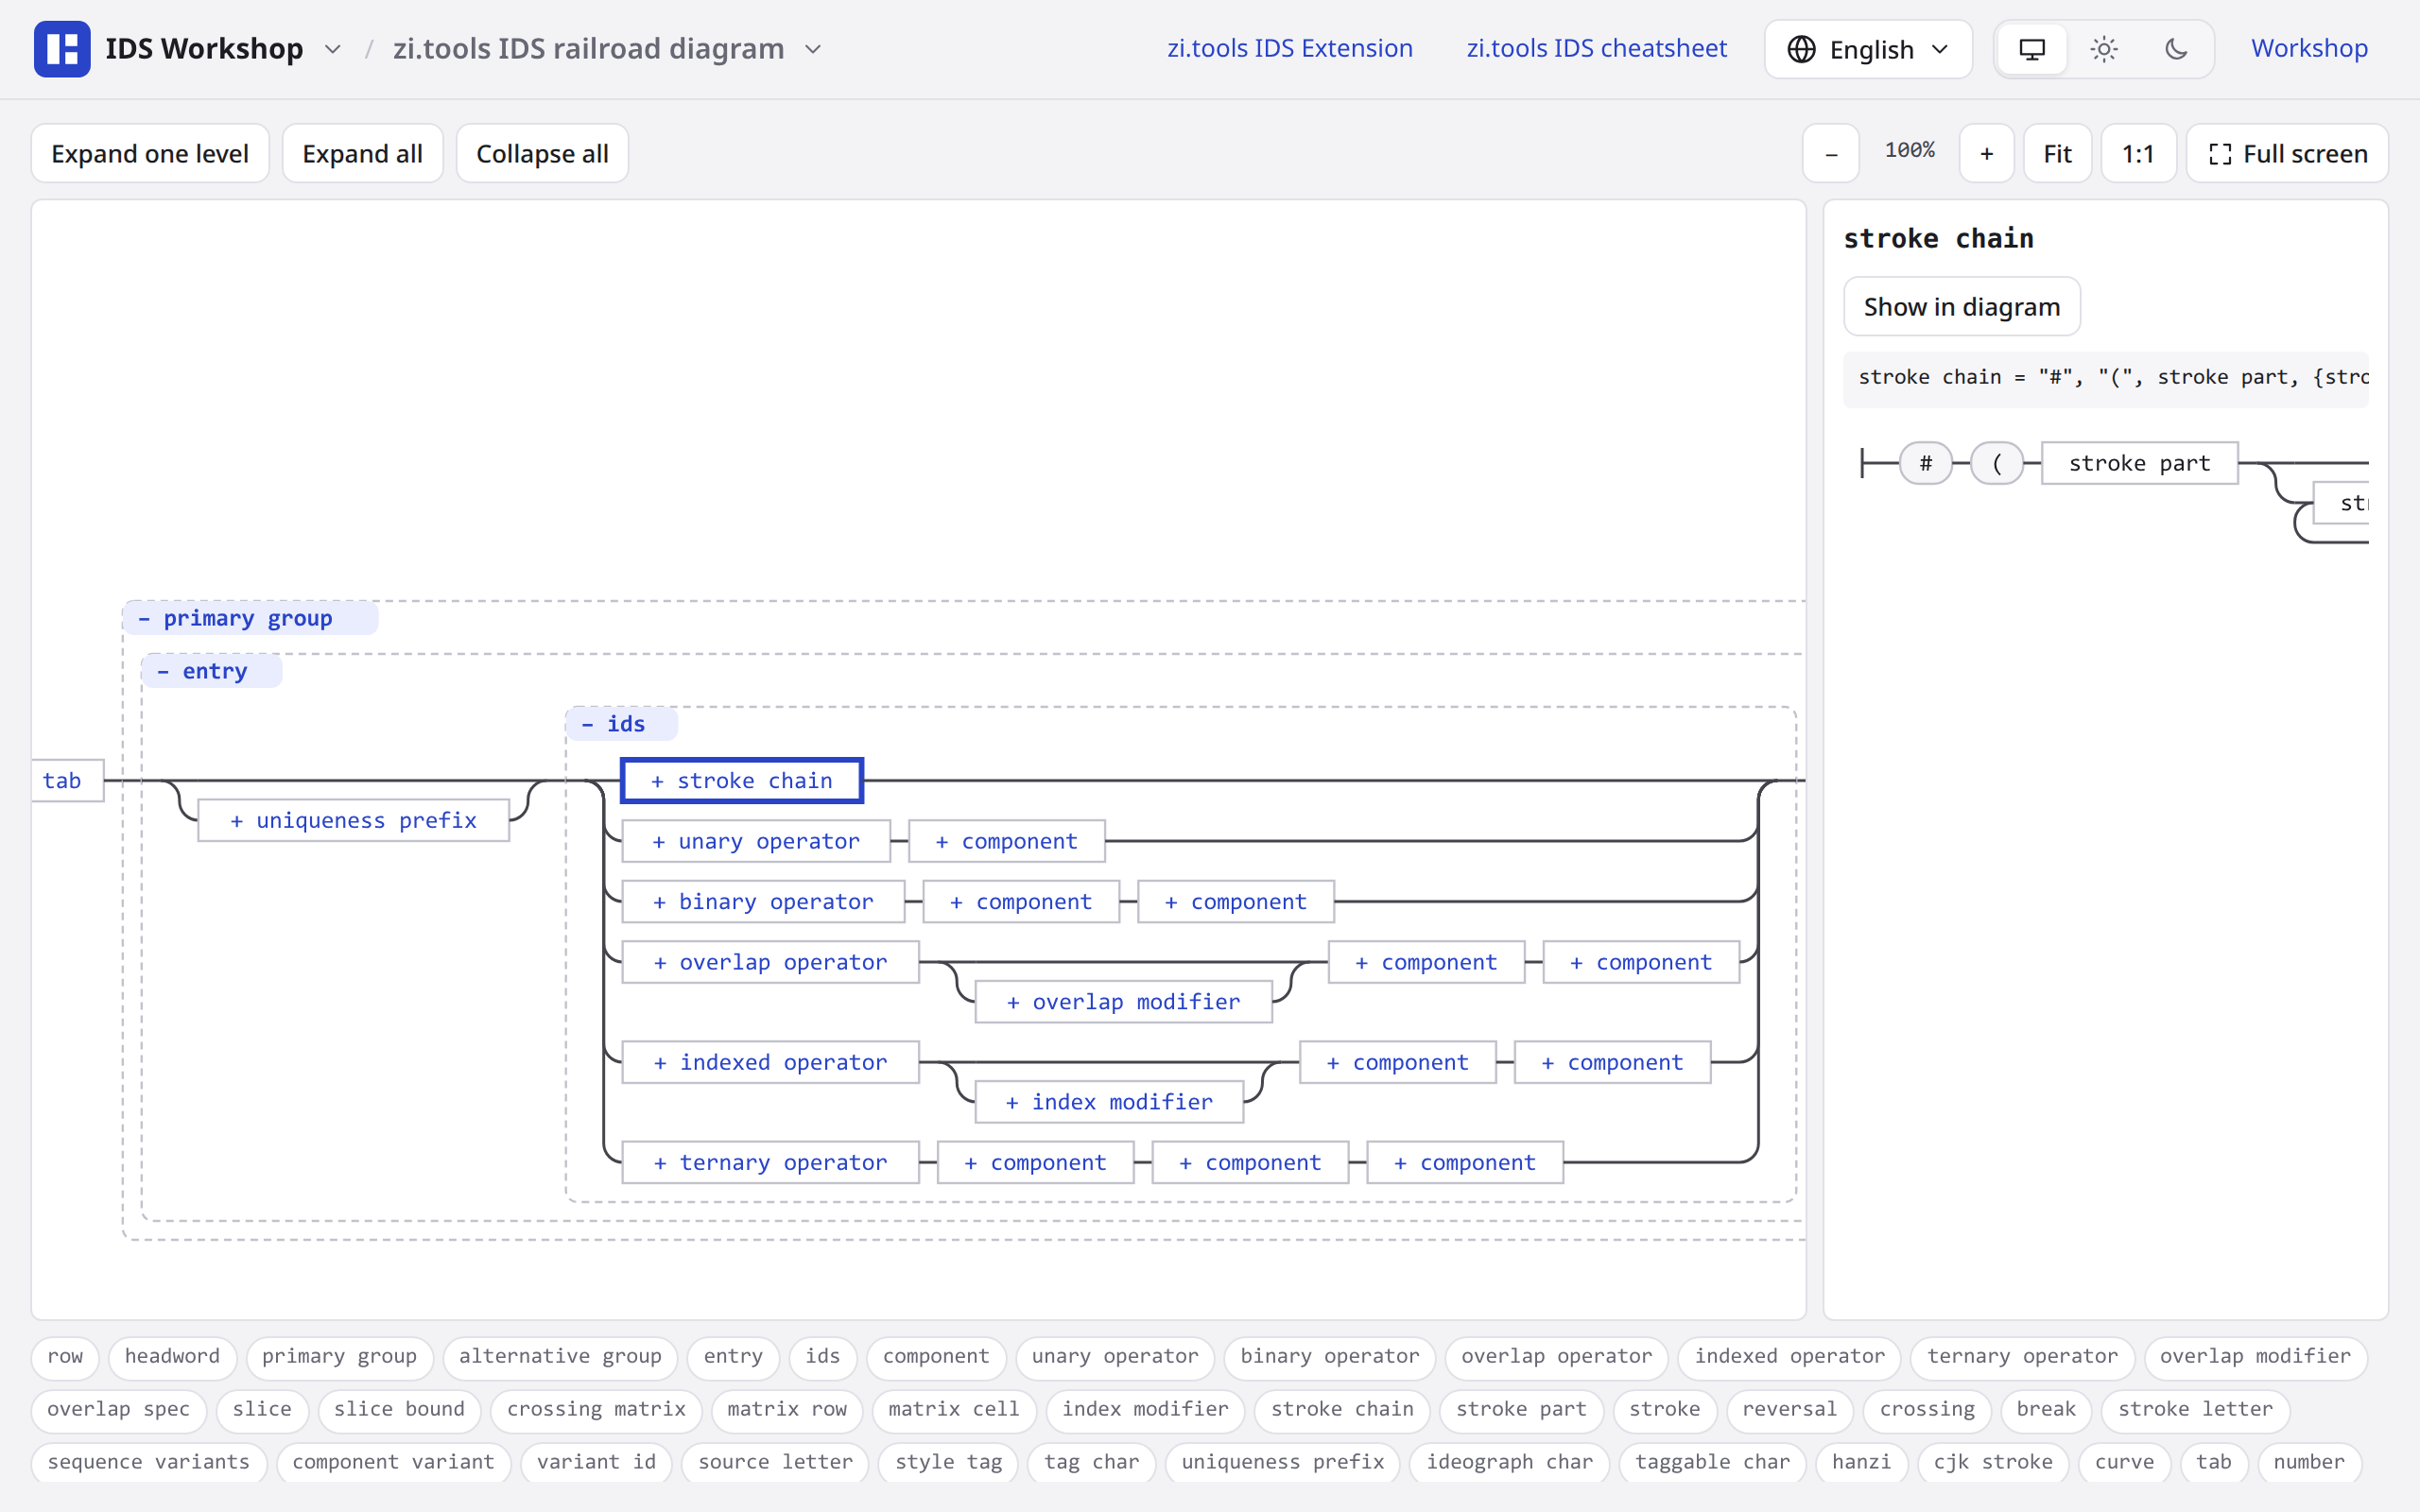 IDS Workshop / zi.tools IDS railroad diagram zi.tools IDS Extension zi.tools IDS cheatsheet English Workshop
Expand one level Expand all Collapse all − 100% + Fit 1:1 Full screen
stroke chain
Show in diagram
stroke chain = "#", "(", stroke part, {stro
# ( stroke part
str
− primary group
− entry
− ids
tab + stroke chain
+ uniqueness prefix
+ unary operator + component
+ binary operator + component + component
+ overlap operator + component + component
+ overlap modifier
+ indexed operator + component + component
+ index modifier
+ ternary operator + component + component + component
row headword primary group alternative group entry ids component unary operator binary operator overlap operator indexed operator ternary operator overlap modifier
overlap spec slice slice bound crossing matrix matrix row matrix cell index modifier stroke chain stroke part stroke reversal crossing break stroke letter
sequence variants component variant variant id source letter style tag tag char uniqueness prefix ideograph char taggable char hanzi cjk stroke curve tab number